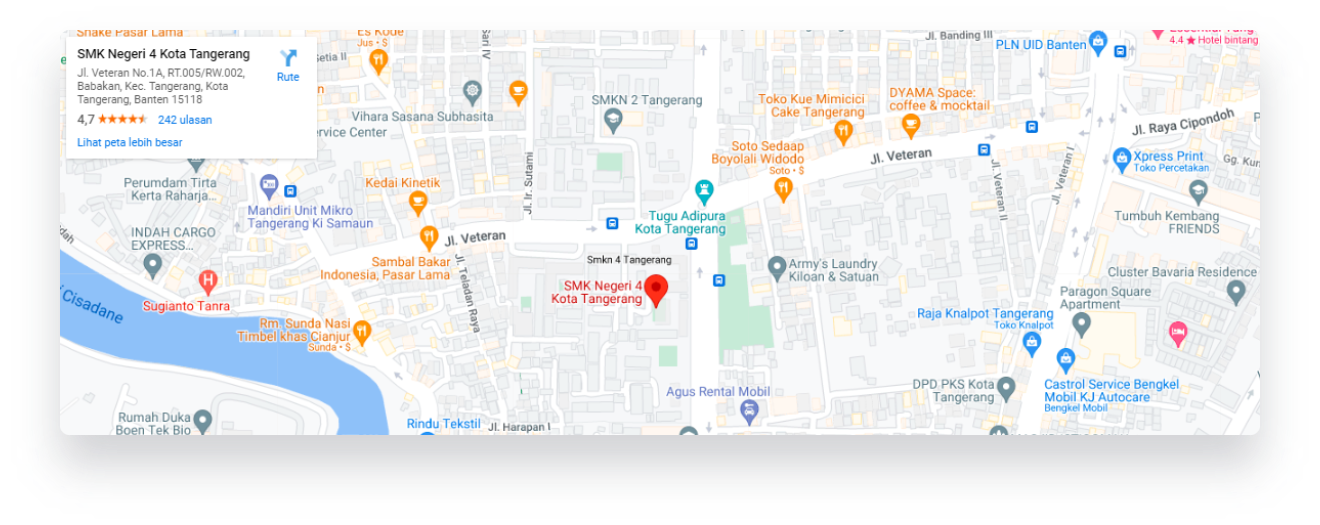 SMK Negeri 4 Kota Tangerang
Jl. Veteran No.1A, RT.005/RW.002,
Babakan, Kec. Tangerang, Kota
Tangerang, Banten 15118
Rute
4,7
242 ulasan
Lihat peta lebih besar
Snake Pasar Lama
Es Kode
Jus • $
Setia II
Sari IV
Jl. Banding III
PLN UID Banten
4.4 ★ Hotel bintang
Vihara Sasana Subhasita
ervice Center
SMKN 2 Tangerang
Toko Kue Mimicici
Cake Tangerang
DYAMA Space:
coffee & mocktail
Jl. Raya Cipondoh
Soto Sedaap
Boyolali Widodo
Soto • $
Jl. Veteran
Jl. Veteran I
Jl. Veteran II
Xpress Print
Toko Percetakan
Gg. Kur
Perumdam Tirta
Kerta Raharja...
Kedai Kinetik
Jl. Ir. Sutami
Mandiri Unit Mikro
Tangerang Ki Samaun
Tugu Adipura
Kota Tangerang
Tumbuh Kembang
FRIENDS
INDAH CARGO
EXPRESS...
Jl. Veteran
Sambal Bakar
Indonesia, Pasar Lama
Jl. Teladan Raya
Smkn 4 Tangerang
SMK Negeri 4
Kota Tangerang
Army's Laundry
Kiloan & Satuan
Cluster Bavaria Residence
Cisadane
Sugianto Tanra
Paragon Square
Apartment
Raja Knalpot Tangerang
Toko Knalpot
Rm. Sunda Nasi
Timbel khas Cianjur
Sunda • $
Agus Rental Mobil
DPD PKS Kota
Tangerang
Castrol Service Bengkel
Mobil KJ Autocare
Bengkel Mobil
Rumah Duka
Boen Tek Bio
Rindu Tekstil
Jl. Harapan I